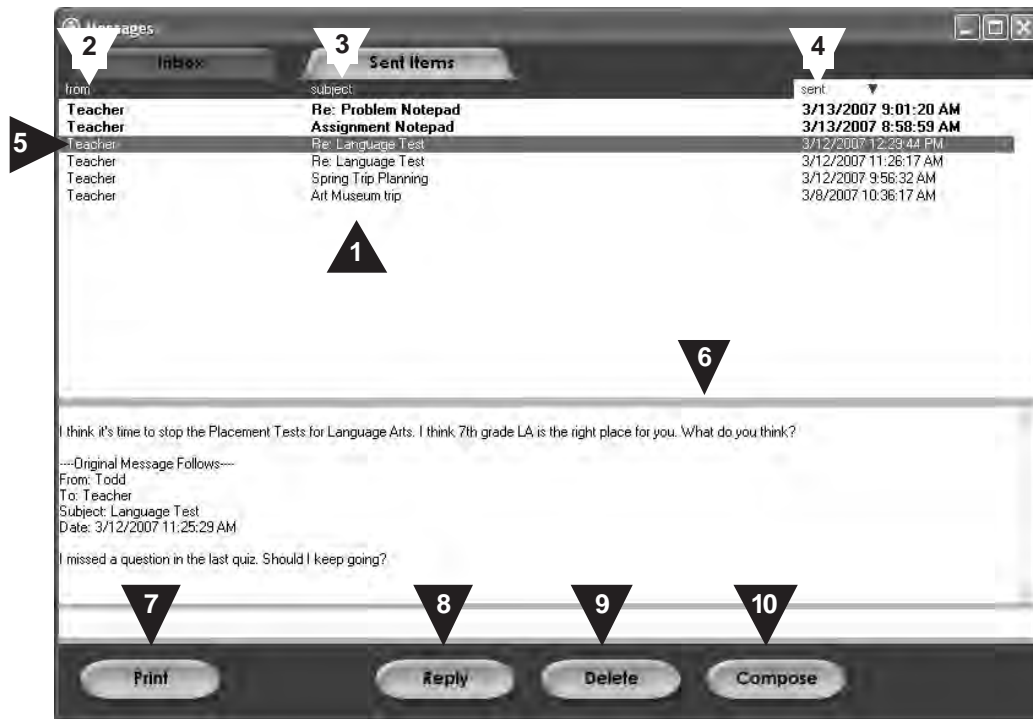 Messages
2 3 4
Inbox Sent Items
from subject sent
Teacher Re: Problem Notepad 3/13/2007 9:01:20 AM
Teacher Assignment Notepad 3/13/2007 8:58:59 AM
5 Teacher Re: Language Test 3/12/2007 12:29:44 PM
Teacher Re: Language Test 3/12/2007 11:26:17 AM
Teacher Spring Trip Planning 3/12/2007 9:56:32 AM
Teacher Art Museum trip 3/8/2007 10:36:17 AM
1
6
I think it's time to stop the Placement Tests for Language Arts. I think 7th grade LA is the right place for you. What do you think?
----Original Message Follows----
From: Todd
To: Teacher
Subject: Language Test
Date: 3/12/2007 11:25:29 AM
I missed a question in the last quiz. Should I keep going?
7 8 9 10
Print Reply Delete Compose